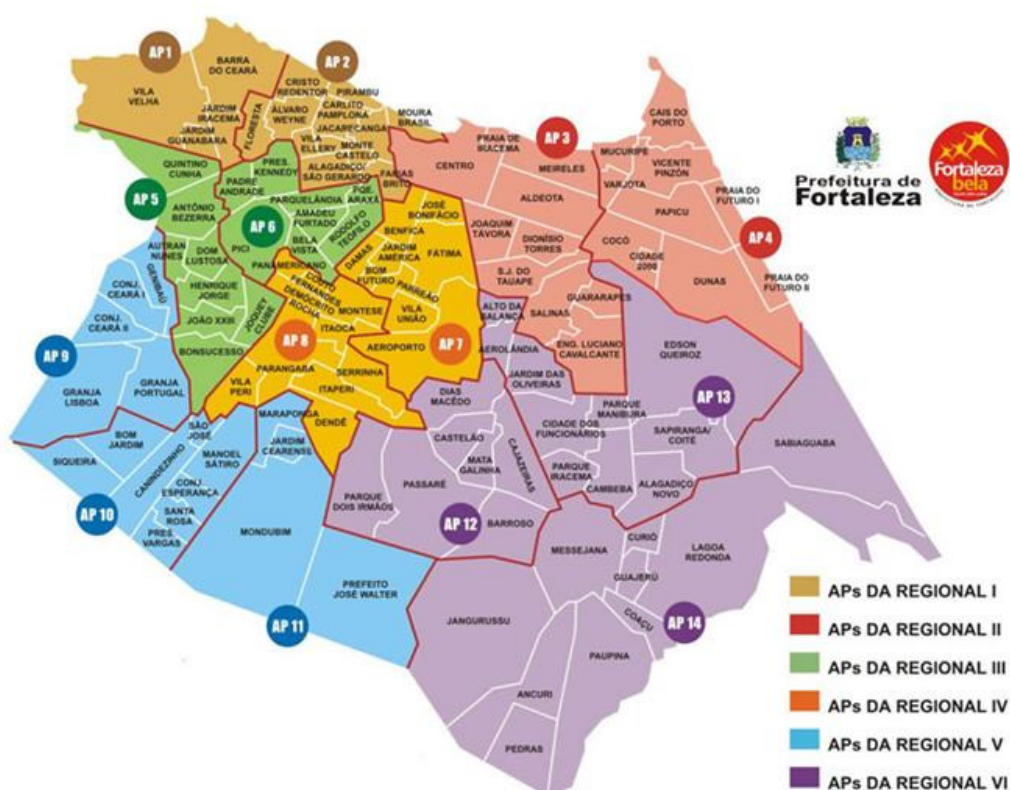 AP 1
BARRA
DO CEARÁ
VILA
VELHA
JARDIM
IRACEMA
JARDIM
GUANABARA
FLORESTA
AP 2
CRISTO
REDENTOR
PIRAMBU
ÁLVARO
WEYNE
CARLITO
PAMPLONA
JACARECANGA
MOURA
BRASIL
VILA
ELLERY
MONTE
CASTELO
ALAGADIÇO/
SÃO GERARDO
FARIAS
BRITO
AP 3
CENTRO
PRAIA DE
IRACEMA
MEIRELES
ALDEOTA
JOAQUIM
TÁVORA
DIONÍSIO
TORRES
S.J. DO
TAUAPE
GUARARAPES
SALINAS
ENG. LUCIANO
CAVALCANTE
CAIS DO
PORTO
MUCURIPE
VICENTE
PINZÓN
VARJOTA
PRAIA DO
FUTURO I
PAPICU
AP 4
COCÓ
CIDADE
2000
DUNAS
PRAIA DO
FUTURO II
AP 5
QUINTINO
CUNHA
ANTÔNIO
BEZERRA
AUTRAN
NUNES
DOM
LUSTOSA
HENRIQUE
JORGE
JOÃO XXIII
JOQUEY
CLUBE
BONSUCESSO
PRES.
KENNEDY
PADRE
ANDRADE
PARQUELÂNDIA
PQE.
ARAXÁ
AP 6
AMADEU
FURTADO
RODOLFO
TEÓFILO
BELA
VISTA
PICI
PANAMERICANO
JOSÉ
BONIFÁCIO
BENFICA
JARDIM
AMÉRICA
FÁTIMA
DAMAS
BOM
FUTURO
PARREÃO
VILA
UNIÃO
AEROPORTO
AP 7
COUTO
FERNANDES
DEMÓCRITO
ROCHA
MONTESE
ITAOCA
AP 8
PARANGABA
SERRINHA
VILA
PERI
ITAPERI
DENDÊ
GENIBAÚ
CONJ.
CEARÁ I
CONJ.
CEARÁ II
AP 9
GRANJA
LISBOA
GRANJA
PORTUGAL
BOM
JARDIM
SIQUEIRA
SÃO
JOSÉ
CANINDEZINHO
MANOEL
SÁTIRO
CONJ.
ESPERANÇA
SANTA
ROSA
PRES.
VARGAS
AP 10
MARAPONGA
JARDIM
CEARENSE
MONDUBIM
PREFEITO
JOSÉ WALTER
AP 11
ALTO DA
BALANÇA
AEROLÂNDIA
JARDIM DAS
OLIVEIRAS
EDSON
QUEIROZ
PARQUE
MANIBURA
AP 13
CIDADE DOS
FUNCIONÁRIOS
SAPIRANGA/
COITÉ
PARQUE
IRACEMA
CAMBEBA
ALAGADIÇO
NOVO
SABIAGUABA
DIAS
MACÊDO
CASTELÃO
MATA
GALINHA
CAJAZEIRAS
PASSARÉ
PARQUE
DOIS IRMÃOS
AP 12
BARROSO
MESSEJANA
CURIÓ
LAGOA
REDONDA
GUAJERÚ
COAÇU
AP 14
JANGURUSSU
PAUPINA
ANCURI
PEDRAS
Prefeitura de
Fortaleza
Fortaleza
bela
APs DA REGIONAL I
APs DA REGIONAL II
APs DA REGIONAL III
APs DA REGIONAL IV
APs DA REGIONAL V
APs DA REGIONAL VI